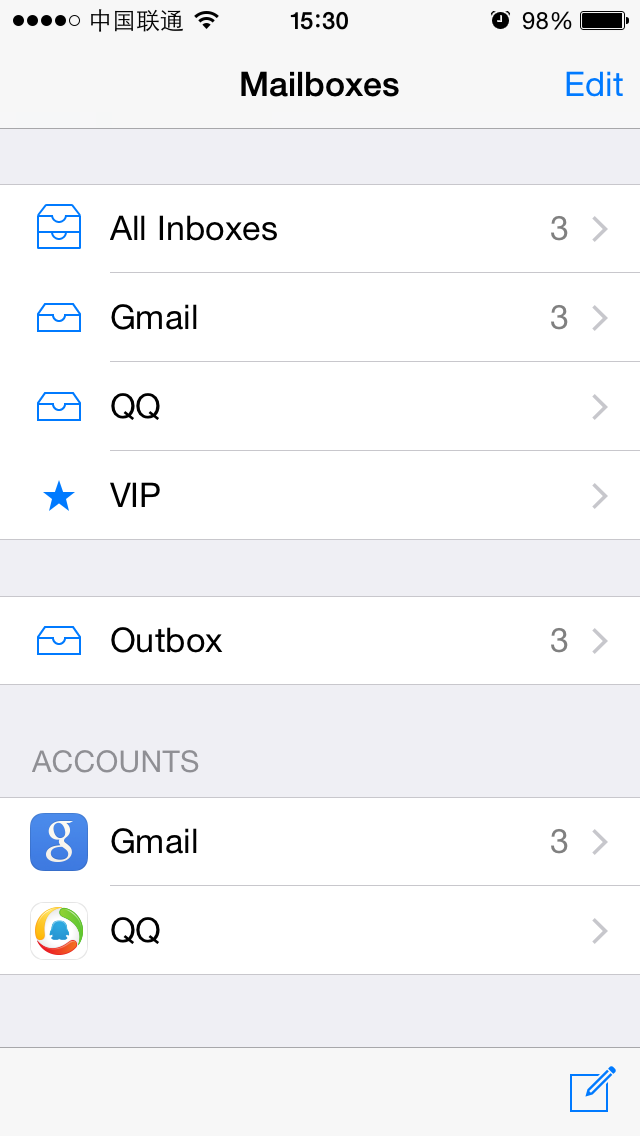 中国联通 15:30 98%
Mailboxes Edit
All Inboxes 3
Gmail 3
QQ
VIP
Outbox 3
ACCOUNTS
g Gmail 3
QQ